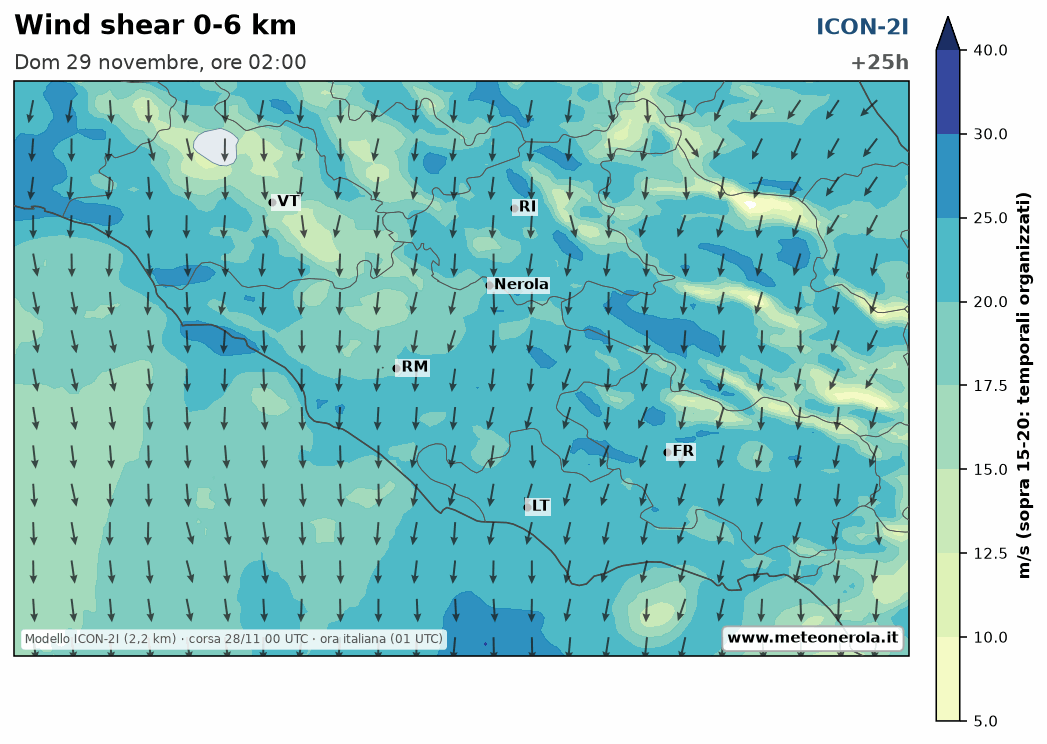 Wind shear 0-6 km
ICON-2I
Dom 29 novembre, ore 02:00
+25h
40.0
30.0
25.0
20.0
17.5
15.0
12.5
10.0
5.0
m/s (sopra 15-20: temporali organizzati)
VT
RI
Nerola
RM
FR
LT
Modello ICON-2I (2,2 km) · corsa 28/11 00 UTC · ora italiana (01 UTC)
www.meteonerola.it